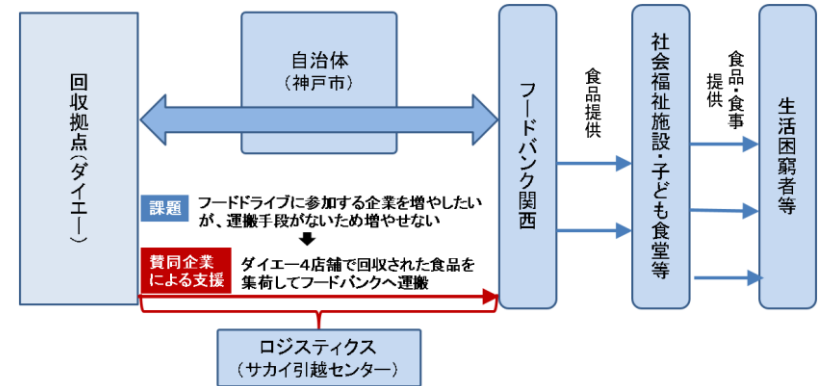 回収拠点(ダイエー)
自治体
(神戸市)
課題
フードドライブに参加する企業を増やしたい
が、運搬手段がないため増やせない
賛同企業
による支援
ダイエー4店舗で回収された食品を
集荷してフードバンクへ運搬
ロジスティクス
(サカイ引越センター)
フードバンク関西
食品提供
社会福祉施設・子ども食堂等
食品・食事
提供
生活困窮者等